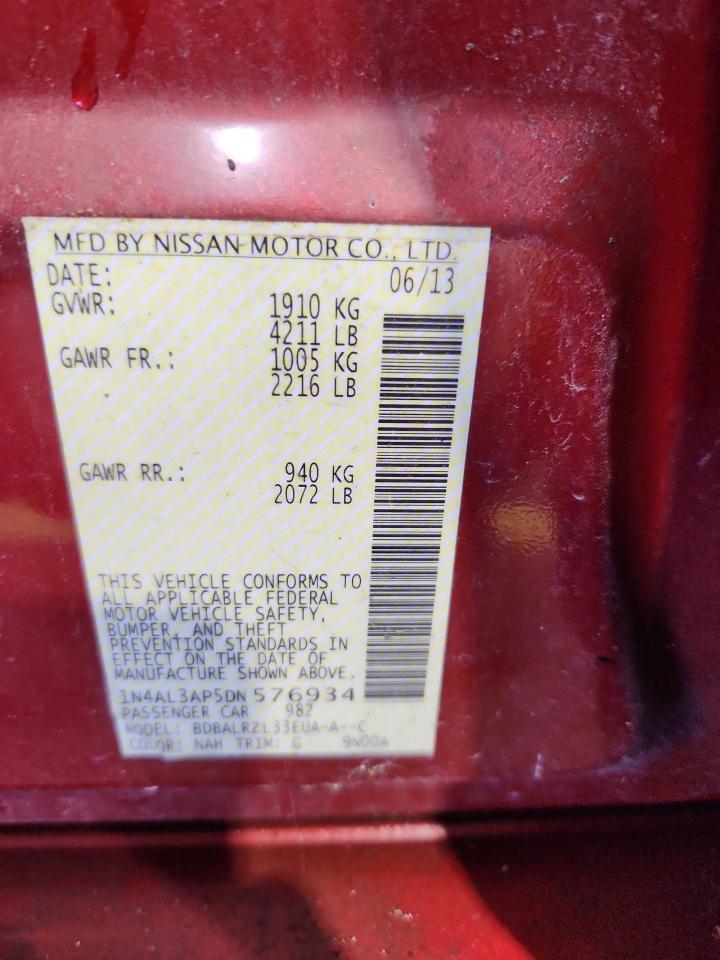 MFD BY NISSAN MOTOR CO., LTD.
DATE: 06/13
GVWR: 1910 KG
4211 LB
GAWR FR.: 1005 KG
2216 LB
GAWR RR.: 940 KG
2072 LB
THIS VEHICLE CONFORMS TO
ALL APPLICABLE FEDERAL
MOTOR VEHICLE SAFETY,
BUMPER, AND THEFT
PREVENTION STANDARDS IN
EFFECT ON THE DATE OF
MANUFACTURE SHOWN ABOVE.
1N4AL3AP5DN576934
PASSENGER CAR 982
MODEL: BDBALRZL33EUA-A--C
COLOR: NAH TRIM: G 9N00A